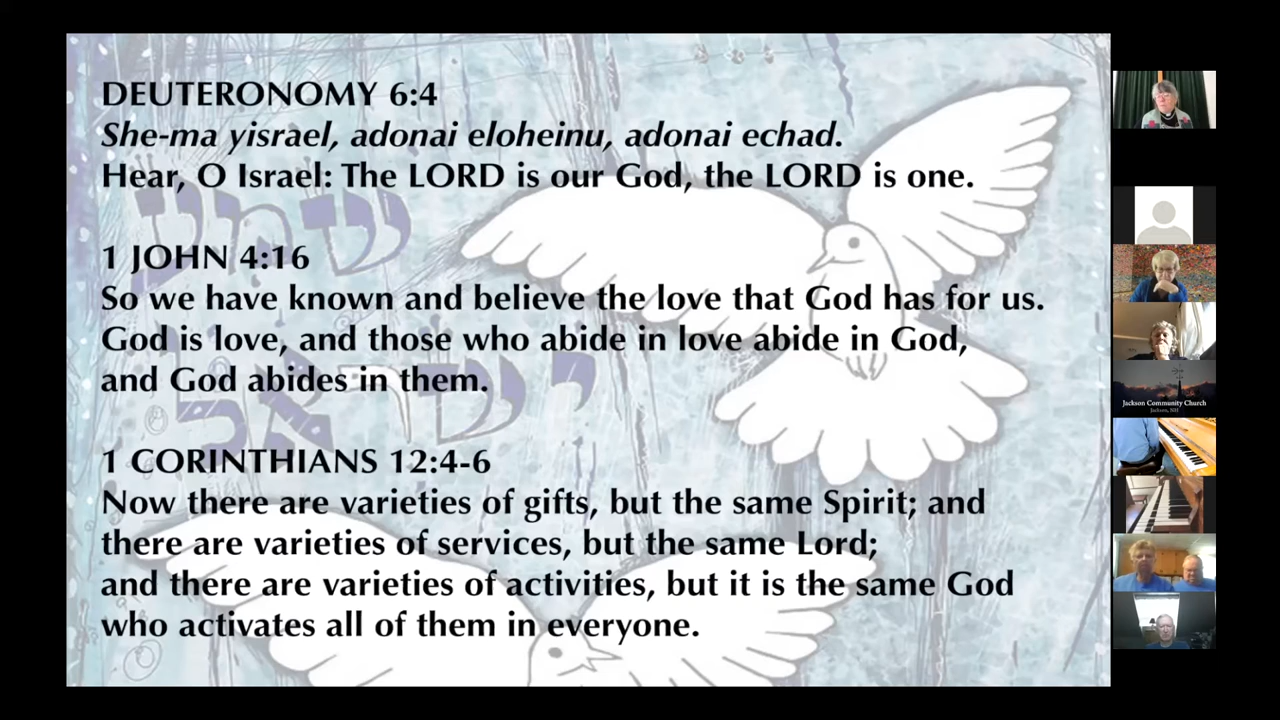 DEUTERONOMY 6:4
She-ma yisrael, adonai eloheinu, adonai echad.
Hear, O Israel: The LORD is our God, the LORD is one.
שמע
1 JOHN 4:16
So we have known and believe the love that God has for us.
God is love, and those who abide in love abide in God,
and God abides in them.
ישראל
1 CORINTHIANS 12:4-6
Now there are varieties of gifts, but the same Spirit; and
there are varieties of services, but the same Lord;
and there are varieties of activities, but it is the same God
who activates all of them in everyone.
Jackson Community Church
Jackson, NH